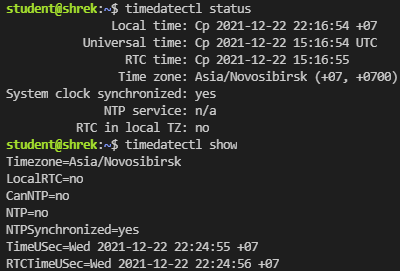 student@shrek:~$ timedatectl status
Local time: Ср 2021-12-22 22:16:54 +07
Universal time: Ср 2021-12-22 15:16:54 UTC
RTC time: Ср 2021-12-22 15:16:55
Time zone: Asia/Novosibirsk (+07, +0700)
System clock synchronized: yes
NTP service: n/a
RTC in local TZ: no
student@shrek:~$ timedatectl show
Timezone=Asia/Novosibirsk
LocalRTC=no
CanNTP=no
NTP=no
NTPSynchronized=yes
TimeUSec=Wed 2021-12-22 22:24:55 +07
RTCTimeUSec=Wed 2021-12-22 22:24:56 +07